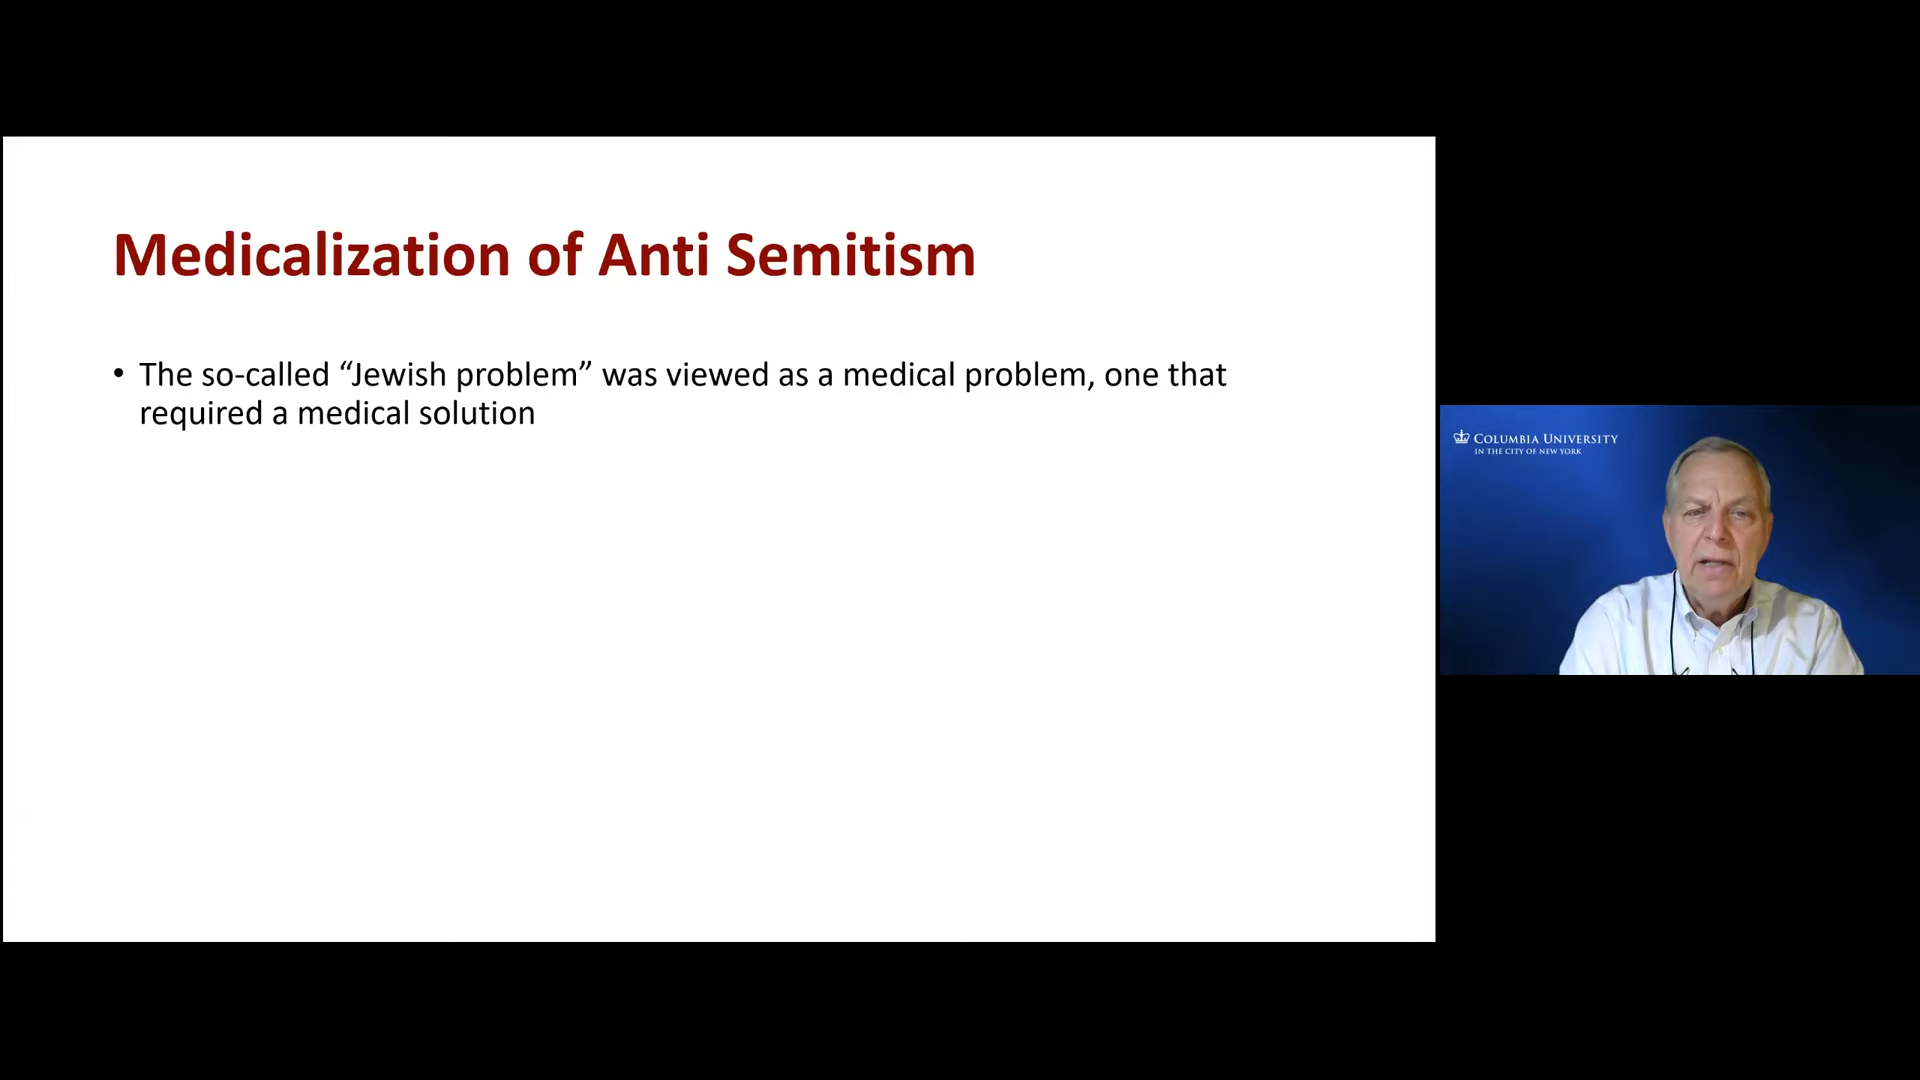 Medicalization of Anti Semitism
• The so-called “Jewish problem” was viewed as a medical problem, one that
required a medical solution
COLUMBIA UNIVERSITY
IN THE CITY OF NEW YORK